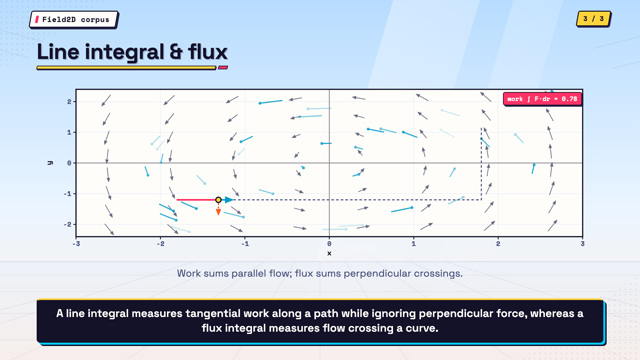 Field2D corpus
3 / 3
Line integral & flux
work ∫ F·dr = 0.78
2
1
0
-1
-2
y
-3
-2
-1
0
1
2
3
x
Work sums parallel flow; flux sums perpendicular crossings.
A line integral measures tangential work along a path while ignoring perpendicular force, whereas a
flux integral measures flow crossing a curve.